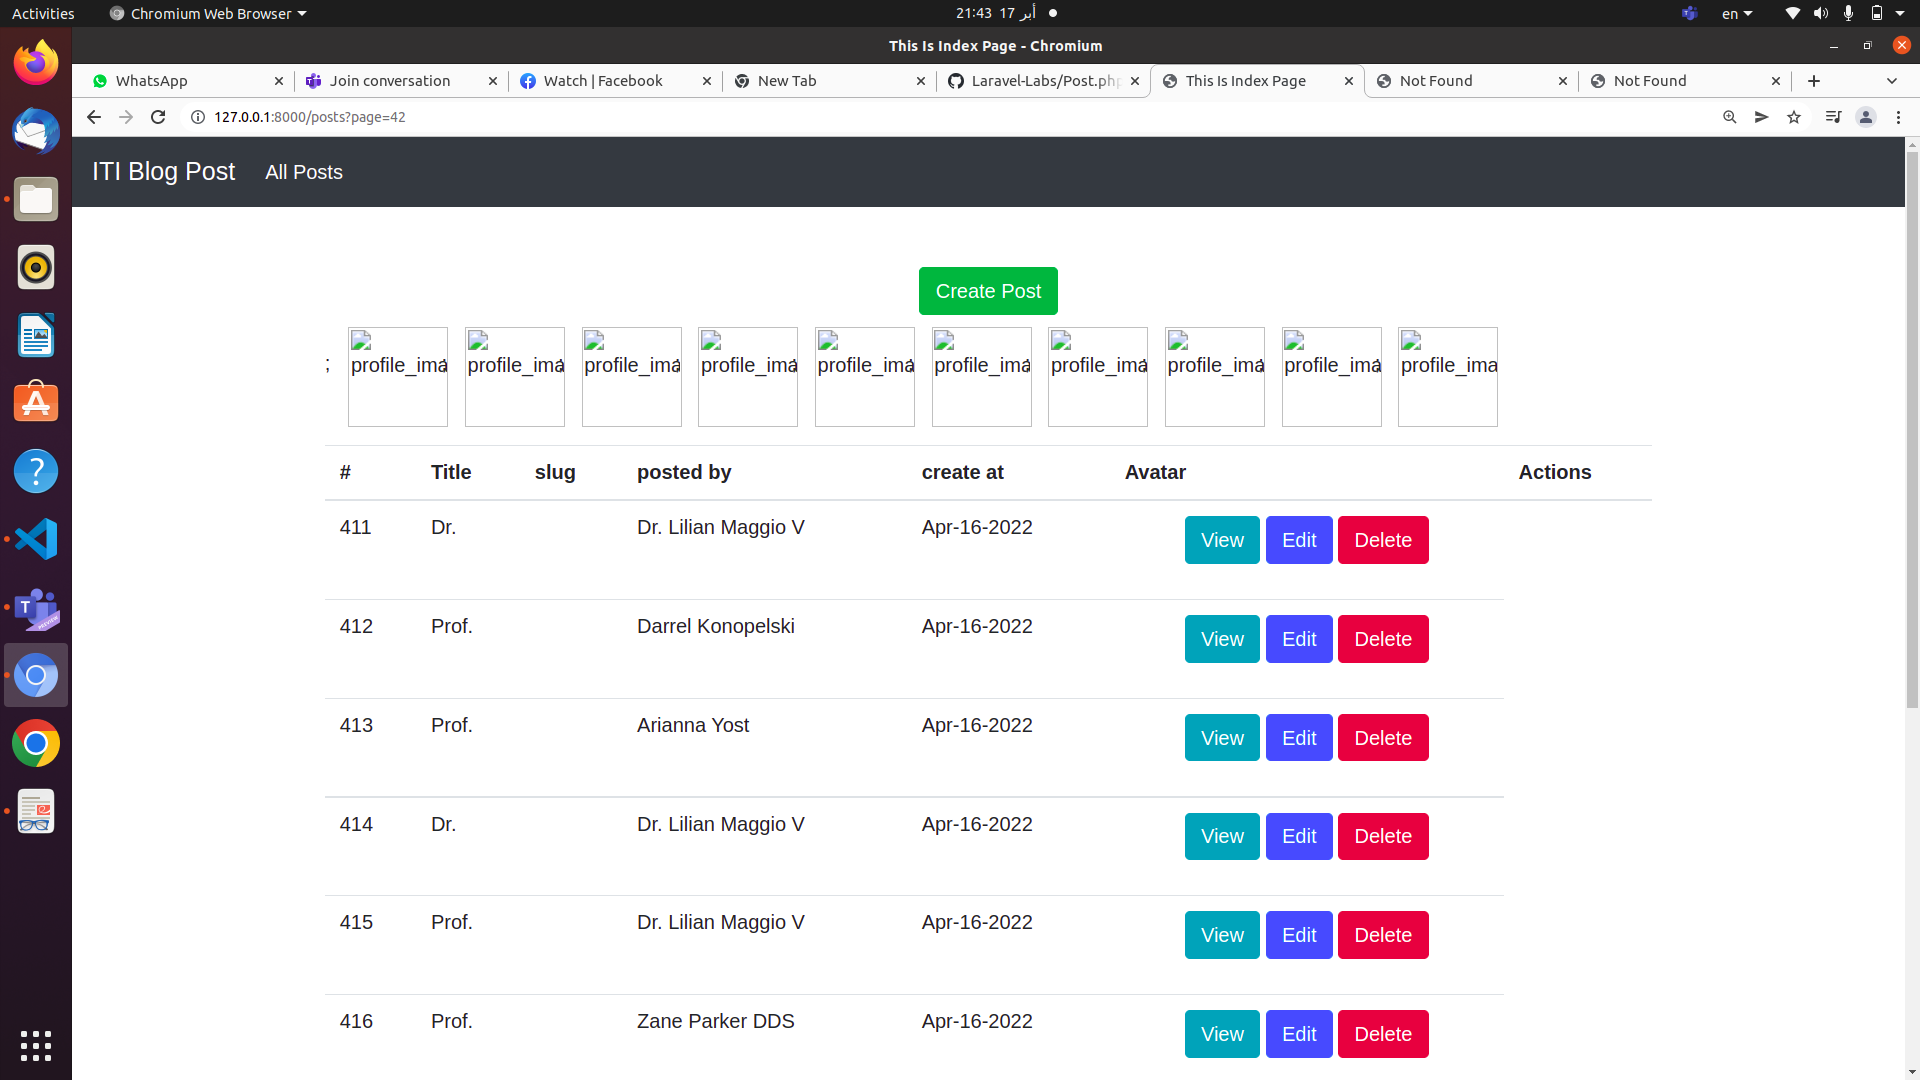 Activities
Chromium Web Browser
21:43 17 أبر
en
This Is Index Page - Chromium
WhatsApp
Join conversation
Watch | Facebook
New Tab
Laravel-Labs/Post.php
This Is Index Page
Not Found
Not Found
127.0.0.1:8000/posts?page=42
ITI Blog Post
All Posts
Create Post
; profile_ima profile_ima profile_ima profile_ima profile_ima profile_ima profile_ima profile_ima profile_ima profile_ima
# Title slug posted by create at Avatar Actions
411 Dr. Dr. Lilian Maggio V Apr-16-2022 View Edit Delete
412 Prof. Darrel Konopelski Apr-16-2022 View Edit Delete
413 Prof. Arianna Yost Apr-16-2022 View Edit Delete
414 Dr. Dr. Lilian Maggio V Apr-16-2022 View Edit Delete
415 Prof. Dr. Lilian Maggio V Apr-16-2022 View Edit Delete
416 Prof. Zane Parker DDS Apr-16-2022 View Edit Delete